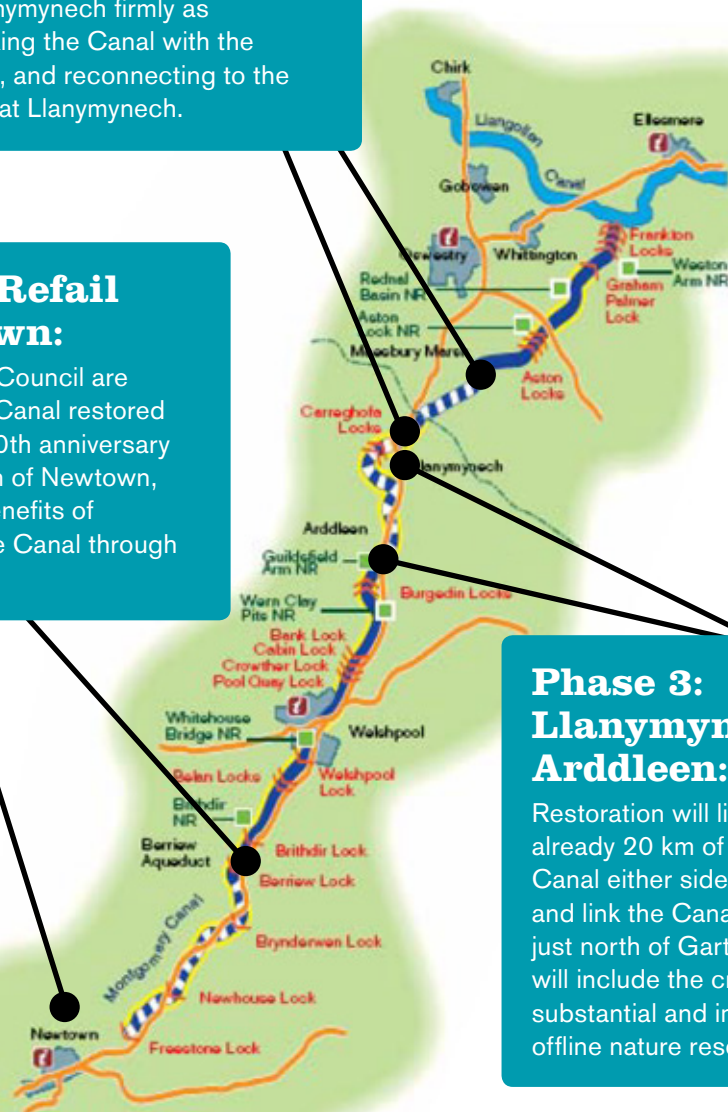 nymynech firmly as
ing the Canal with the
, and reconnecting to the
at Llanymynech.
Refail
wn:
Council are
Canal restored
0th anniversary
n of Newtown,
nefits of
e Canal through
Chirk
Llangollen
Canal
Ellesmere
Gobowen
Oswestry
Whittington
Frankton
Locks
Weston
Arm NR
Rednal
Basin NR
Graham
Palmer
Lock
Aston
Lock NR
Maesbury Marsh
Aston
Locks
Carreghofa
Locks
Llanymynech
Arddleen
Guildsfield
Arm NR
Burgedin Locks
Wern Clay
Pits NR
Bank Lock
Cabin Lock
Crowther Lock
Pool Quay Lock
Whitehouse
Bridge NR
Welshpool
Belan Locks
Welshpool
Lock
Brithdir
NR
Berriew
Aqueduct
Brithdir Lock
Berriew Lock
Montgomery Canal
Brynderwen Lock
Newhouse Lock
Newtown
Freestone Lock
Phase 3:
Llanymyn
Arddleen:
Restoration will li
already 20 km of
Canal either side
and link the Cana
just north of Gart
will include the c
substantial and i
offline nature res